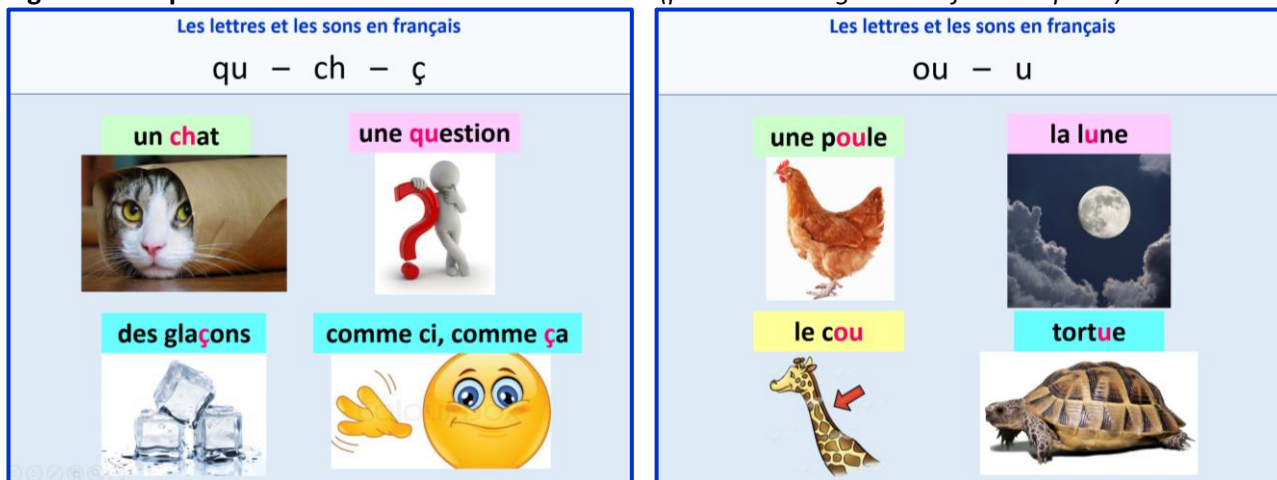 Les lettres et les sons en français
qu – ch – ç
un chat
une question
des glaçons
comme ci, comme ça
Les lettres et les sons en français
ou – u
une poule
la lune
le cou
tortue